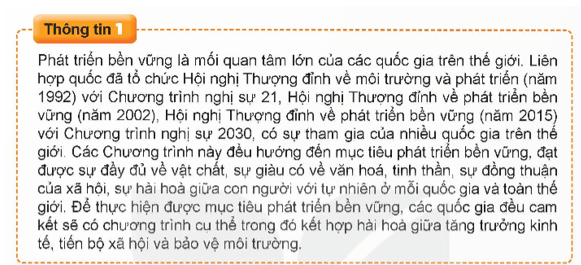 Thông tin 1
Phát triển bền vững là mối quan tâm lớn của các quốc gia trên thế giới. Liên
hợp quốc đã tổ chức Hội nghị Thượng đỉnh về môi trường và phát triển (năm
1992) với Chương trình nghị sự 21, Hội nghị Thượng đỉnh về phát triển bền
vững (năm 2002), Hội nghị Thượng đỉnh về phát triển bền vững (năm 2015)
với Chương trình nghị sự 2030, có sự tham gia của nhiều quốc gia trên thế
giới. Các Chương trình này đều hướng đến mục tiêu phát triển bền vững, đạt
được sự đầy đủ về vật chất, sự giàu có về văn hoá, tinh thần, sự đồng thuận
của xã hội, sự hài hoà giữa con người với tự nhiên ở mỗi quốc gia và toàn thế
giới. Để thực hiện được mục tiêu phát triển bền vững, các quốc gia đều cam
kết sẽ có chương trình cụ thể trong đó kết hợp hài hoà giữa tăng trưởng kinh
tế, tiến bộ xã hội và bảo vệ môi trường.